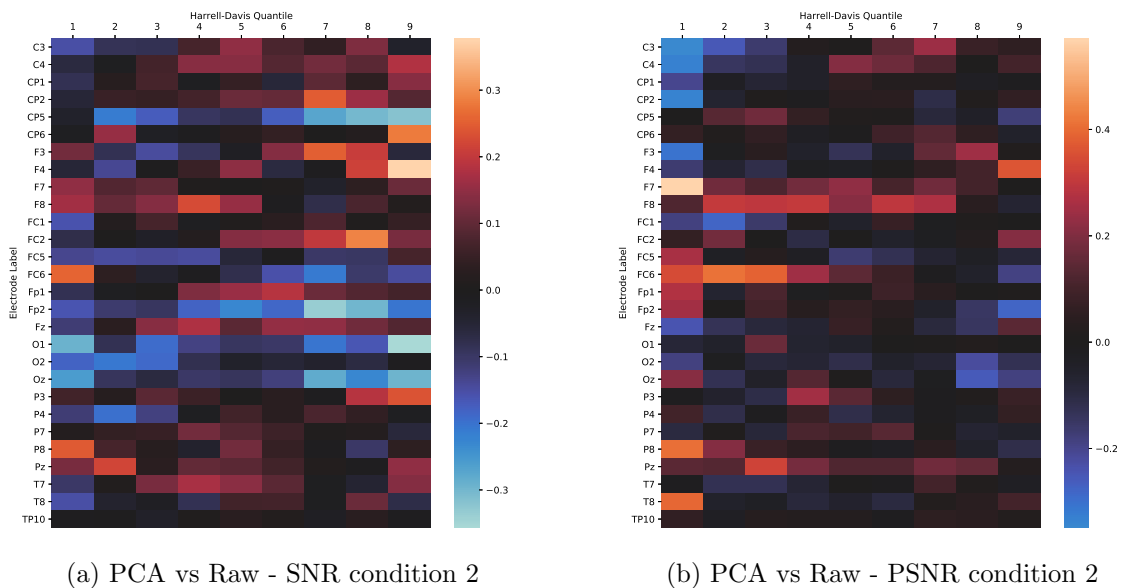 Harrell-Davis Quantile
1 2 3 4 5 6 7 8 9
Electrode Label
C3
C4
CP1
CP2
CP5
CP6
F3
F4
F7
F8
FC1
FC2
FC5
FC6
Fp1
Fp2
Fz
O1
O2
Oz
P3
P4
P7
P8
Pz
T7
T8
TP10
0.3
0.2
0.1
0.0
−0.1
−0.2
−0.3
(a) PCA vs Raw - SNR condition 2
Harrell-Davis Quantile
1 2 3 4 5 6 7 8 9
Electrode Label
C3
C4
CP1
CP2
CP5
CP6
F3
F4
F7
F8
FC1
FC2
FC5
FC6
Fp1
Fp2
Fz
O1
O2
Oz
P3
P4
P7
P8
Pz
T7
T8
TP10
0.4
0.2
0.0
−0.2
(b) PCA vs Raw - PSNR condition 2